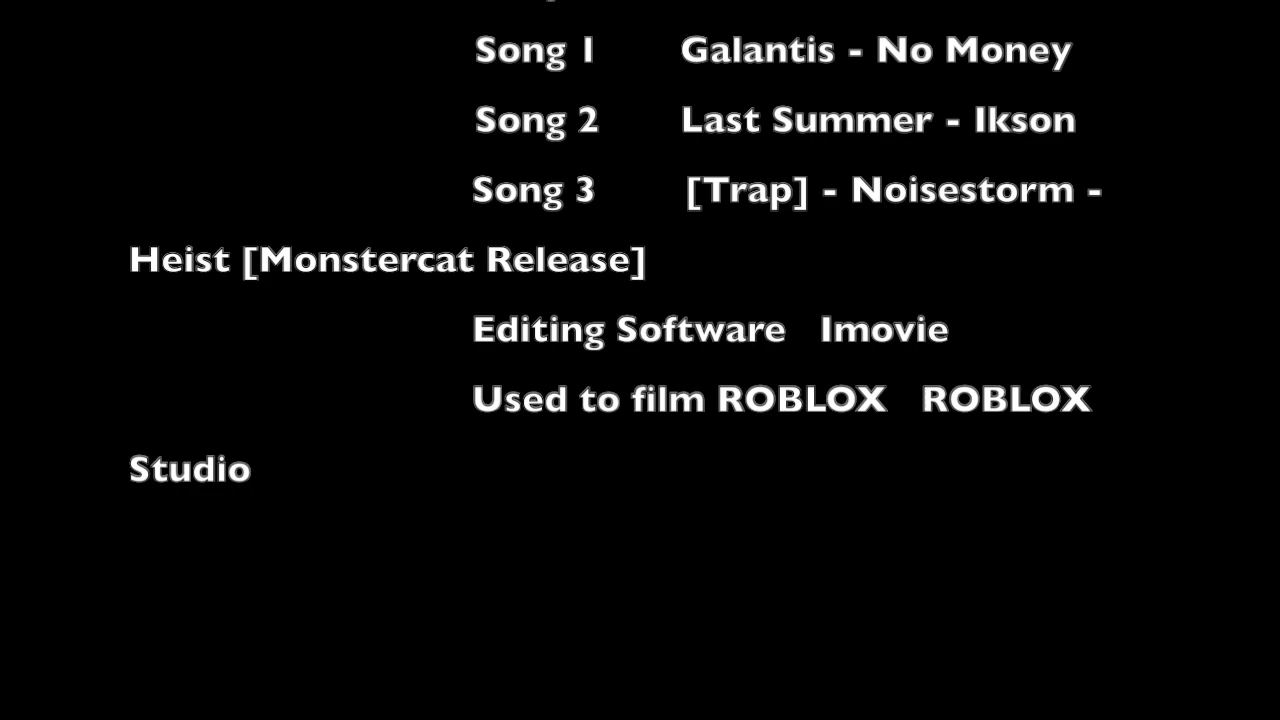 Song 1 Galantis - No Money
Song 2 Last Summer - Ikson
Song 3 [Trap] - Noisestorm -
Heist [Monstercat Release]
Editing Software Imovie
Used to film ROBLOX ROBLOX
Studio